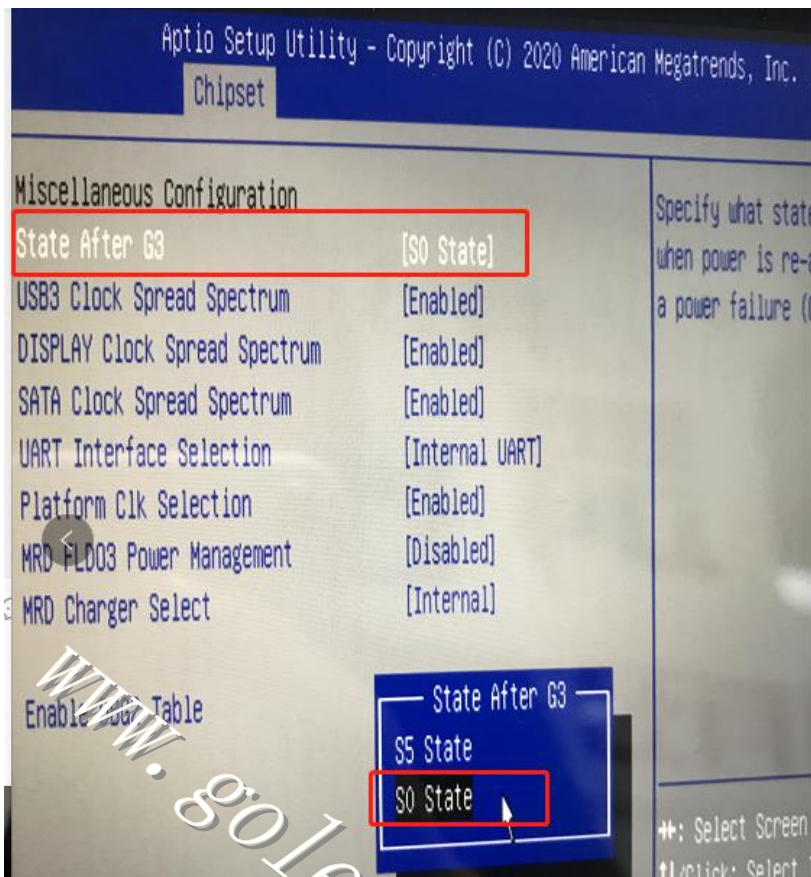 Aptio Setup Utility - Copyright (C) 2020 American Megatrends, Inc.
Chipset
Miscellaneous Configuration
State After G3 [S0 State]
USB3 Clock Spread Spectrum [Enabled]
DISPLAY Clock Spread Spectrum [Enabled]
SATA Clock Spread Spectrum [Enabled]
UART Interface Selection [Internal UART]
Platform Clk Selection [Enabled]
MRD FLDO3 Power Management [Disabled]
MRD Charger Select [Internal]
Enable Table
State After G3
S5 State
S0 State
Specify what state
when power is re-a
a power failure (
: Select Screen
/Click: Select
www.gole